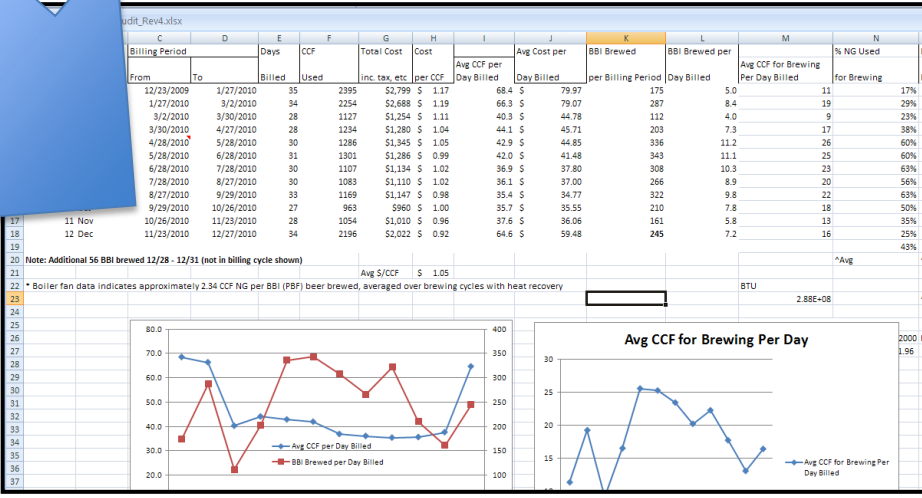 udit_Rev4.xlsx
C D E F G H I J K L M N
Billing Period Days CCF Total Cost Cost Avg Cost per BBI Brewed BBI Brewed per % NG Used
Avg CCF per Avg CCF for Brewing
From To Billed Used inc. tax, etc per CCF Day Billed Day Billed per Billing Period Day Billed Per Day Billed for Brewing
12/23/2009 1/27/2010 35 2395 $2,799 $ 1.17 68.4 $ 79.97 175 5.0 11 17%
1/27/2010 3/2/2010 34 2254 $2,688 $ 1.19 66.3 $ 79.07 287 8.4 19 29%
3/2/2010 3/30/2010 28 1127 $1,254 $ 1.11 40.3 $ 44.78 112 4.0 9 23%
3/30/2010 4/27/2010 28 1234 $1,280 $ 1.04 44.1 $ 45.71 203 7.3 17 38%
4/28/2010 5/28/2010 30 1286 $1,345 $ 1.05 42.9 $ 44.85 336 11.2 26 60%
5/28/2010 6/28/2010 31 1301 $1,286 $ 0.99 42.0 $ 41.48 343 11.1 25 60%
6/28/2010 7/28/2010 30 1107 $1,134 $ 1.02 36.9 $ 37.80 308 10.3 23 63%
7/28/2010 8/27/2010 30 1083 $1,110 $ 1.02 36.1 $ 37.00 266 8.9 20 56%
8/27/2010 9/29/2010 33 1169 $1,147 $ 0.98 35.4 $ 34.77 322 9.8 22 63%
9/29/2010 10/26/2010 27 963 $960 $ 1.00 35.7 $ 35.55 210 7.8 18 50%
17 11 Nov 10/26/2010 11/23/2010 28 1054 $1,010 $ 0.96 37.6 $ 36.06 161 5.8 13 35%
18 12 Dec 11/23/2010 12/27/2010 34 2196 $2,022 $ 0.92 64.6 $ 59.48 245 7.2 16 25%
19 43%
20 Note: Additional 56 BBI brewed 12/28 - 12/31 (not in billing cycle shown) ^Avg
21 Avg $/CCF $ 1.05
22 * Boiler fan data indicates approximately 2.34 CCF NG per BBI (PBF) beer brewed, averaged over brewing cycles with heat recovery BTU
23 2.88E+08
24
25
26 2000
27 1.96
28
29
30
31
32
33
34
35
36
37
80.0
70.0
60.0
50.0
40.0
30.0
20.0
400
350
300
250
200
150
100
Avg CCF per Day Billed
BBI Brewed per Day Billed
Avg CCF for Brewing Per Day
30
25
20
15
Avg CCF for Brewing Per
Day Billed